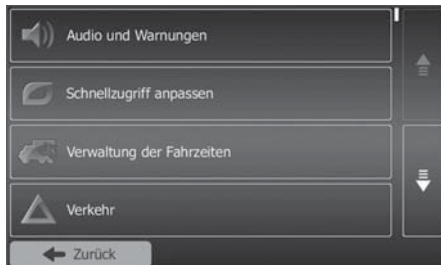 Audio und Warnungen
Schnellzugriff anpassen
Verwaltung der Fahrzeiten
Verkehr
Zurück